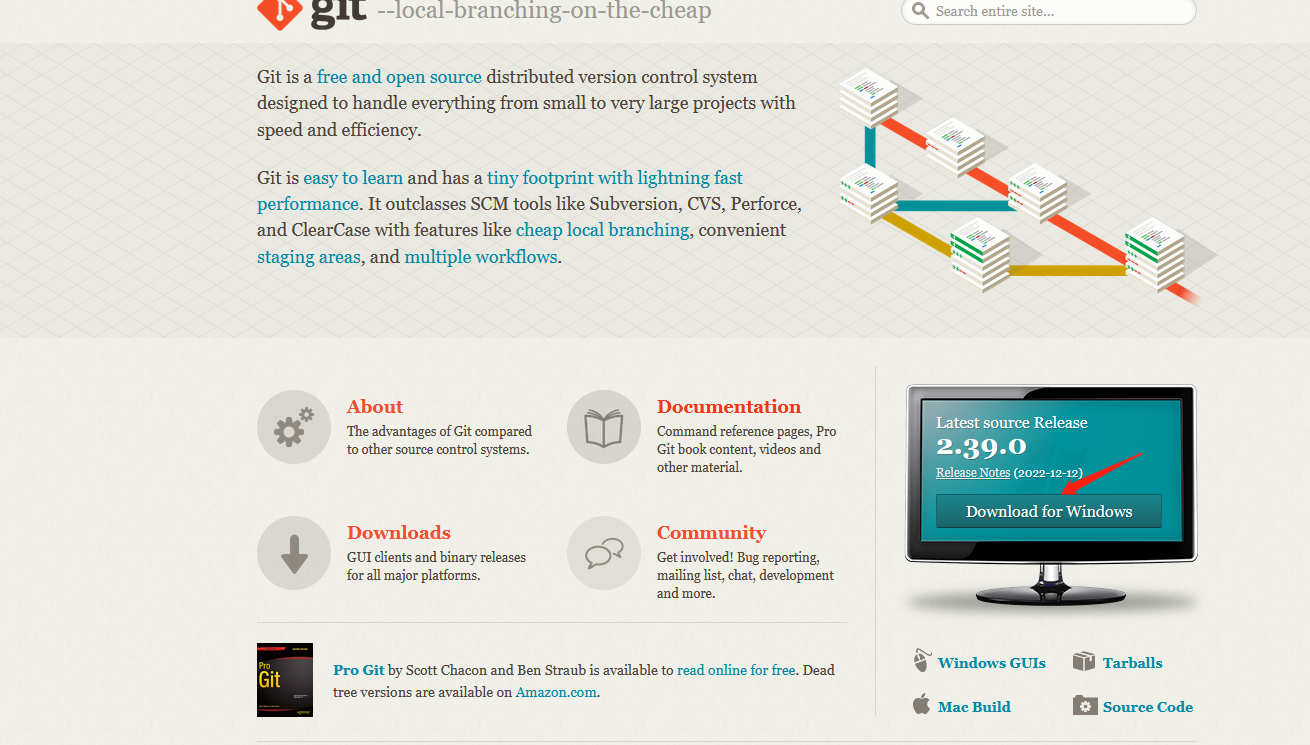 git --local-branching-on-the-cheap
Search entire site...
Git is a free and open source distributed version control system
designed to handle everything from small to very large projects with
speed and efficiency.
Git is easy to learn and has a tiny footprint with lightning fast
performance. It outclasses SCM tools like Subversion, CVS, Perforce,
and ClearCase with features like cheap local branching, convenient
staging areas, and multiple workflows.
About
The advantages of Git compared
to other source control systems.
Documentation
Command reference pages, Pro
Git book content, videos and
other material.
Downloads
GUI clients and binary releases
for all major platforms.
Community
Get involved! Bug reporting,
mailing list, chat, development
and more.
Pro
Git
Pro Git by Scott Chacon and Ben Straub is available to read online for free. Dead
tree versions are available on Amazon.com.
Latest source Release
2.39.0
Release Notes (2022-12-12)
Download for Windows
Windows GUIs
Tarballs
Mac Build
Source Code